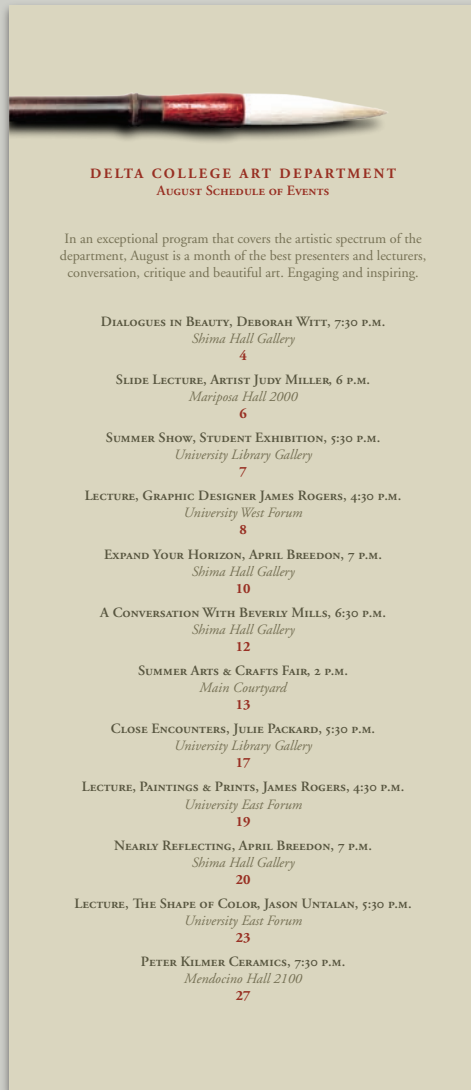 DELTA COLLEGE ART DEPARTMENT
August Schedule of Events
In an exceptional program that covers the artistic spectrum of the
department, August is a month of the best presenters and lecturers,
conversation, critique and beautiful art. Engaging and inspiring.
Dialogues in Beauty, Deborah Witt, 7:30 p.m.
Shima Hall Gallery
4
Slide Lecture, Artist Judy Miller, 6 p.m.
Mariposa Hall 2000
6
Summer Show, Student Exhibition, 5:30 p.m.
University Library Gallery
7
Lecture, Graphic Designer James Rogers, 4:30 p.m.
University West Forum
8
Expand Your Horizon, April Breedon, 7 p.m.
Shima Hall Gallery
10
A Conversation With Beverly Mills, 6:30 p.m.
Shima Hall Gallery
12
Summer Arts & Crafts Fair, 2 p.m.
Main Courtyard
13
Close Encounters, Julie Packard, 5:30 p.m.
University Library Gallery
17
Lecture, Paintings & Prints, James Rogers, 4:30 p.m.
University East Forum
19
Nearly Reflecting, April Breedon, 7 p.m.
Shima Hall Gallery
20
Lecture, The Shape of Color, Jason Untalan, 5:30 p.m.
University East Forum
23
Peter Kilmer Ceramics, 7:30 p.m.
Mendocino Hall 2100
27